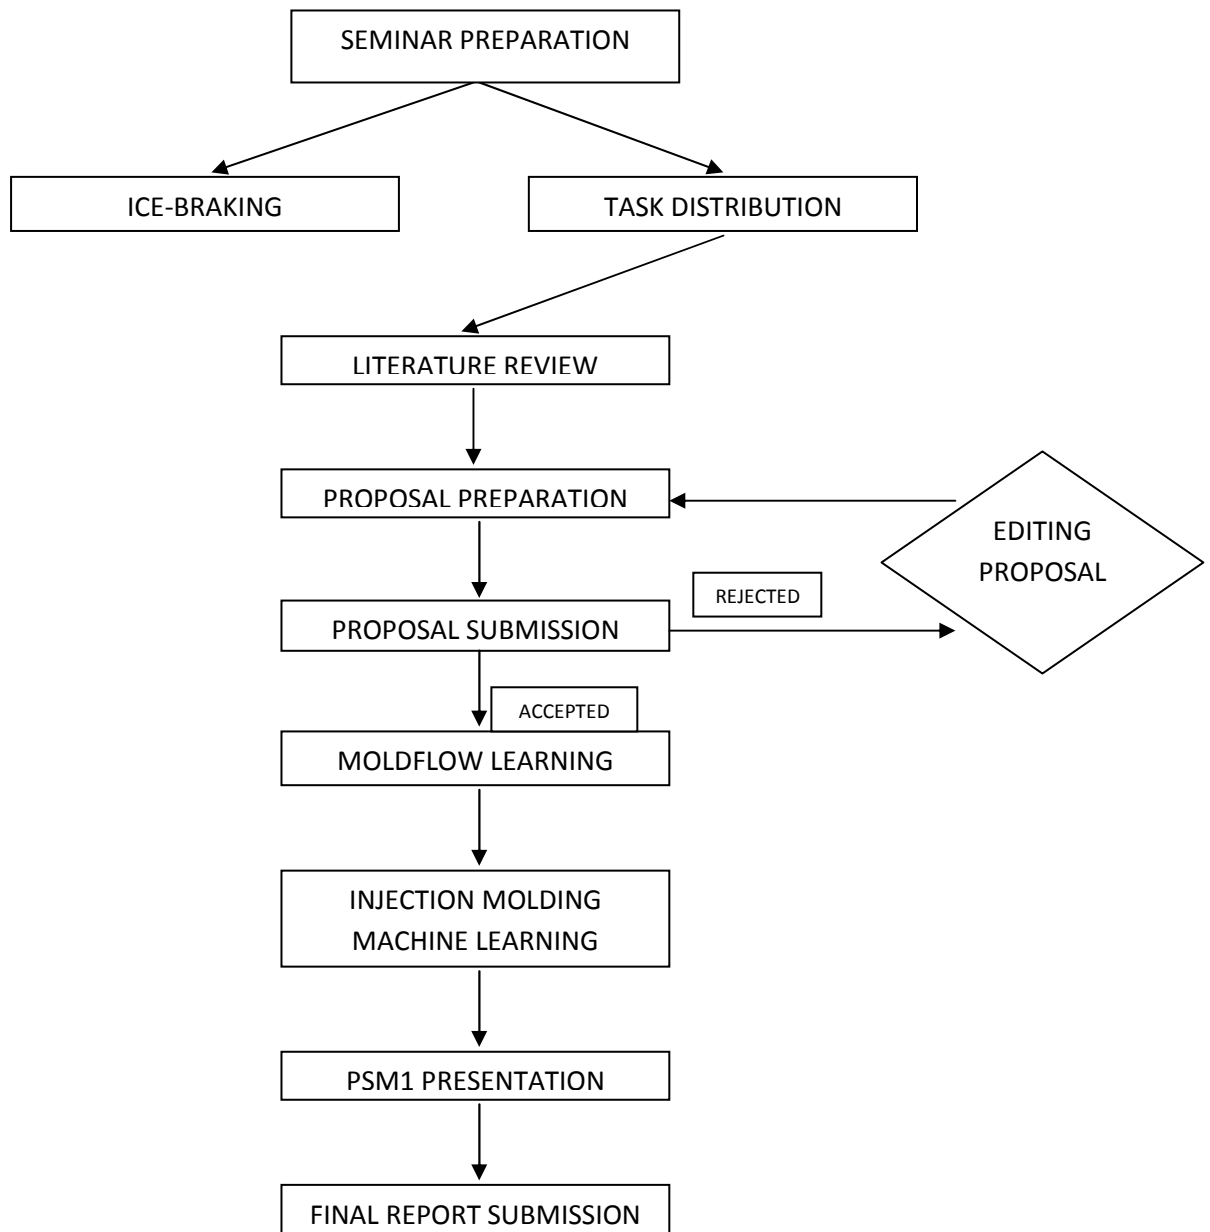 SEMINAR PREPARATION
ICE-BRAKING
TASK DISTRIBUTION
LITERATURE REVIEW
PROPOSAL PREPARATION
EDITING
PROPOSAL
REJECTED
PROPOSAL SUBMISSION
ACCEPTED
MOLDFLOW LEARNING
INJECTION MOLDING
MACHINE LEARNING
PSM1 PRESENTATION
FINAL REPORT SUBMISSION